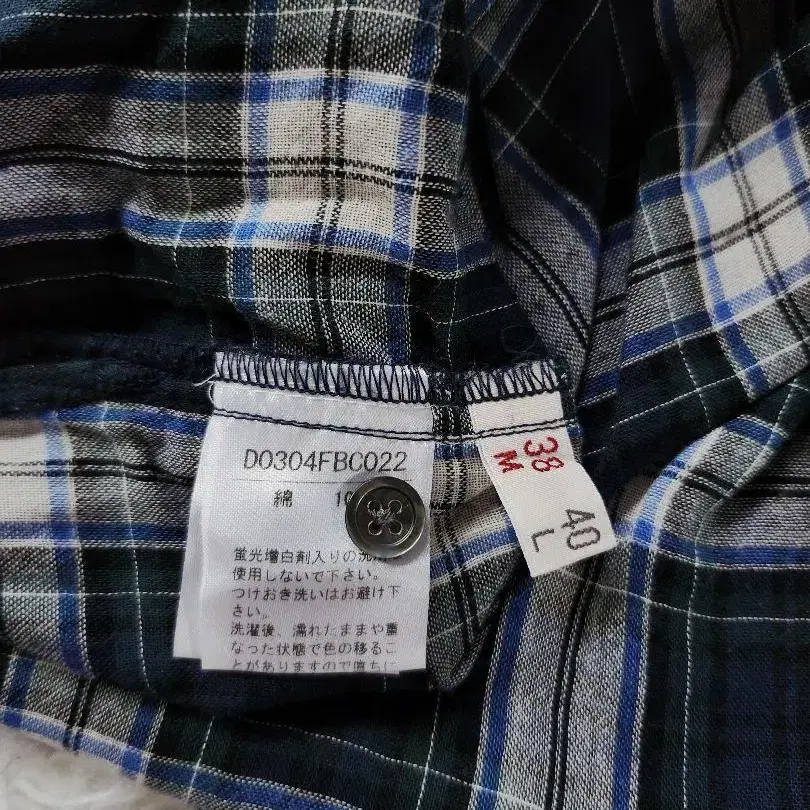 D0304FBC022
綿 10
蛍光増白剤入りの洗剤
使用しないで下さい。
つけおき洗いはお避け下
さい。
洗濯後、濡れたままや重
なった状態で色の移るこ
とがありますので直ちに
38
M
40
L